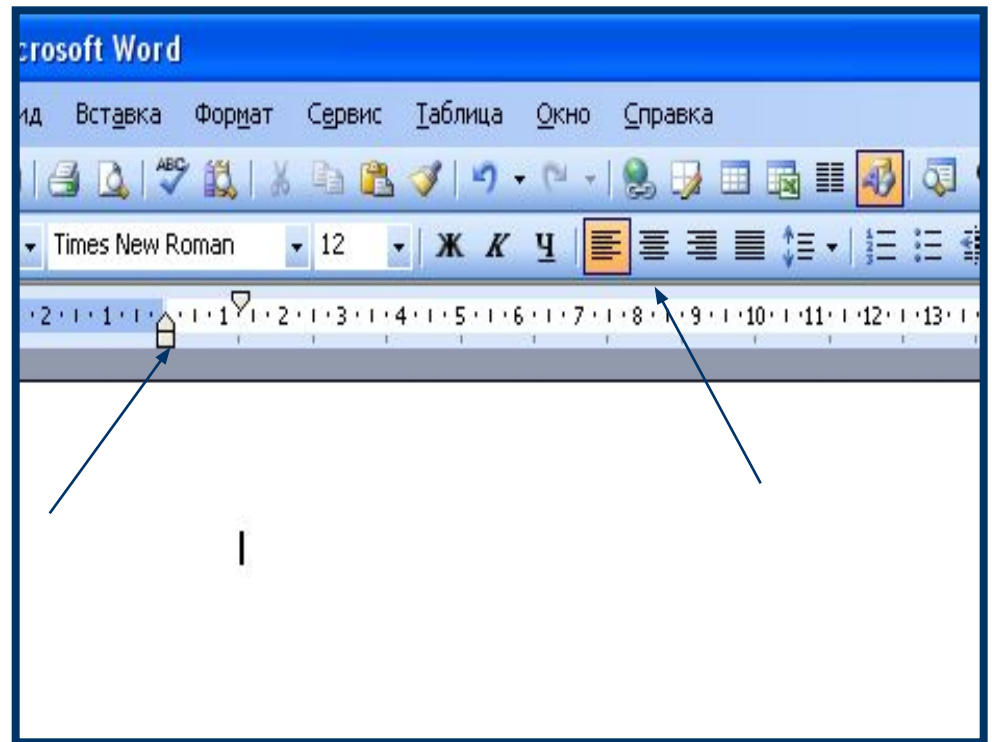 crosoft Word
ид Вставка Формат Сервис Таблица Окно Справка
ABC
Times New Roman 12 Ж К Ч
2 1 1 2 3 4 5 6 7 8 9 10 11 12 13